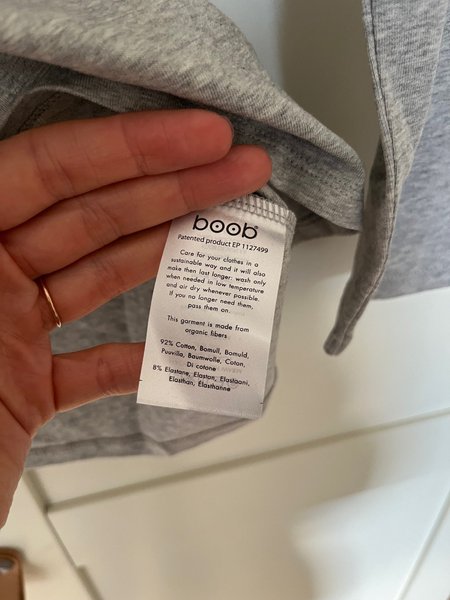 boob®
Patented product EP 1127499
Care for your clothes in a
sustainable way and it will also
make then last longer: wash only
when needed in low temperature
and air dry whenever possible.
If you no longer need them,
pass them on.
This garment is made from
organic fibers
92% Cotton, Bomull, Bomuld,
Puuvilla, Baumwolle, Coton,
Di cotone
8% Elastane, Elastan, Elastaani,
Elasthan, Élasthanne